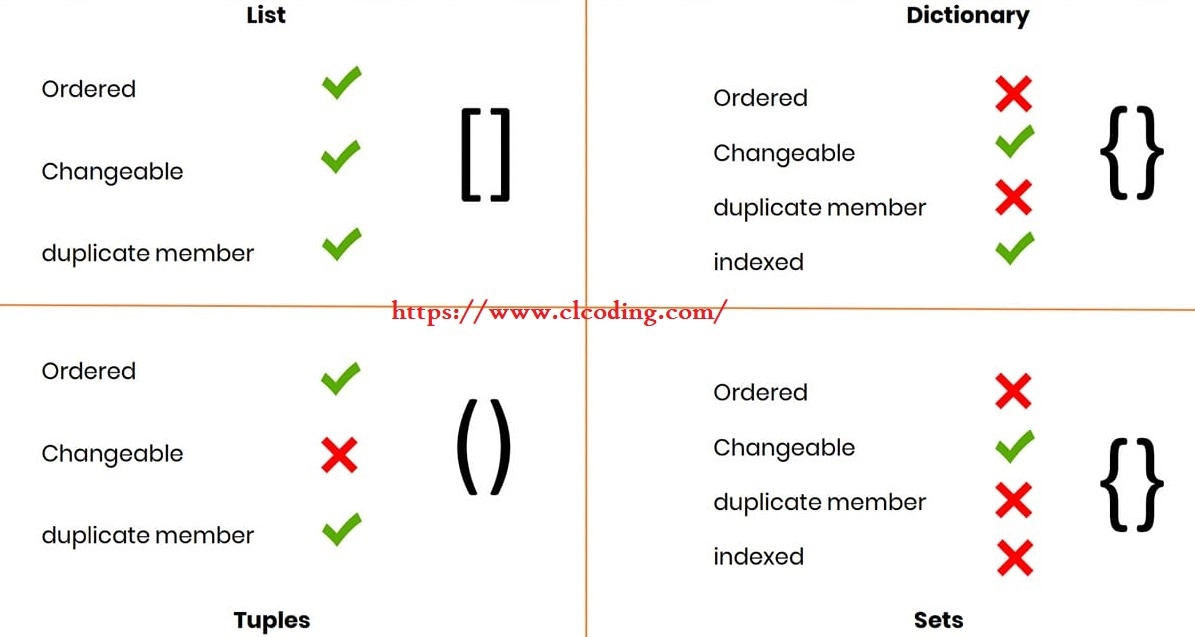 List
Ordered
Changeable
duplicate member
[]
Dictionary
Ordered
Changeable
duplicate member
indexed
{}
https://www.clcoding.com/
Ordered
Changeable
duplicate member
()
Tuples
Ordered
Changeable
duplicate member
indexed
{}
Sets